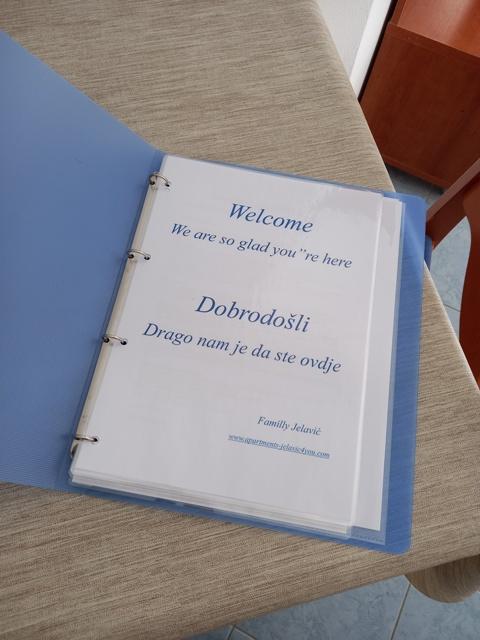 Welcome
We are so glad you''re here
Dobrodošli
Drago nam je da ste ovdje
Familly Jelavić
www.apartments-jelavic4you.com